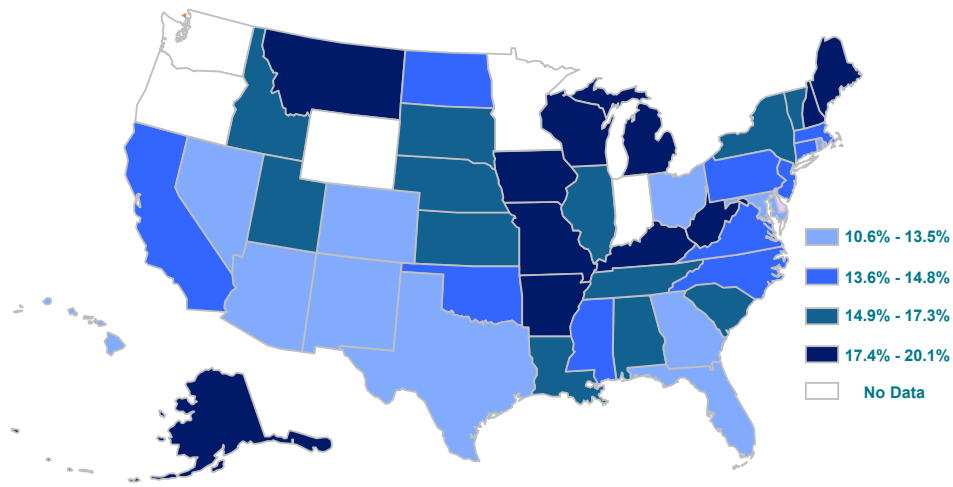 10.6% - 13.5%
13.6% - 14.8%
14.9% - 17.3%
17.4% - 20.1%
No Data